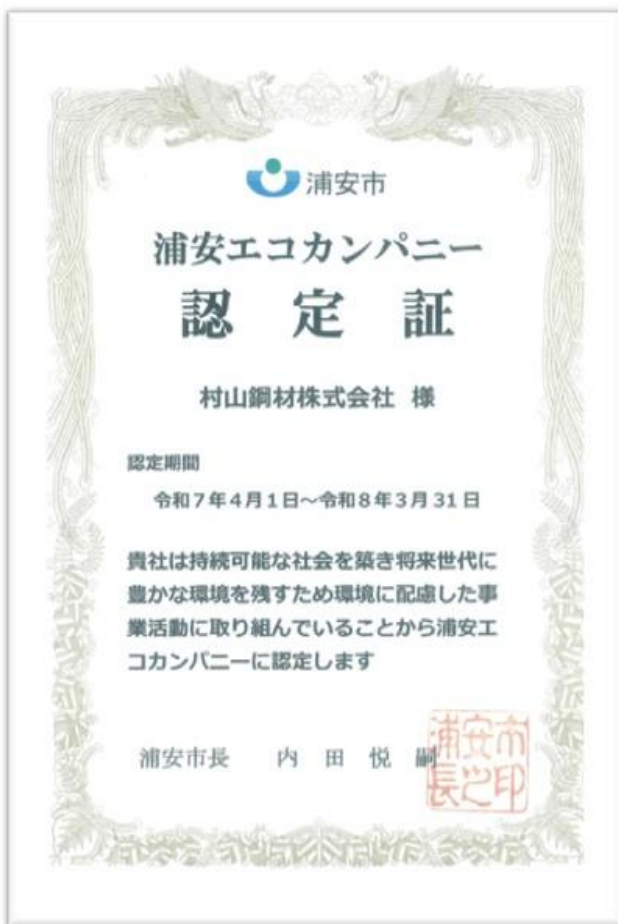 浦安市
浦安エコカンパニー
認 定 証
村山鋼材株式会社 様
認定期間
令和7年4月1日～令和8年3月31日
貴社は持続可能な社会を築き将来世代に
豊かな環境を残すため環境に配慮した事
業活動に取り組んでいることから浦安エ
コカンパニーに認定します
浦安市長 内 田 悦 嗣
浦安市
長之印